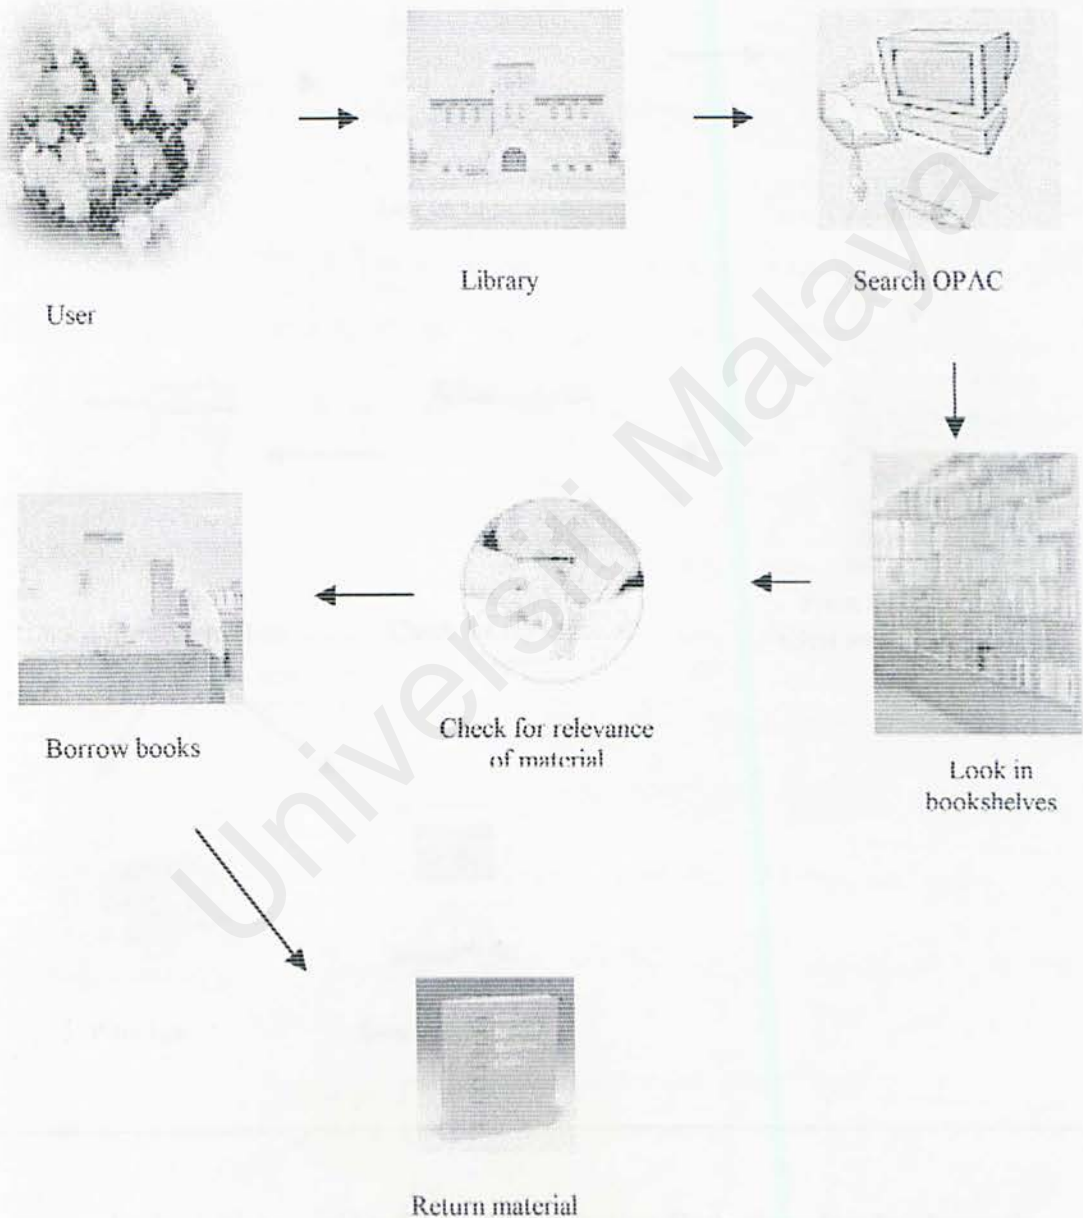 User
Library
Search OPAC
Look in
bookshelves
Check for relevance
of material
Borrow books
Return material
Universiti Malaya